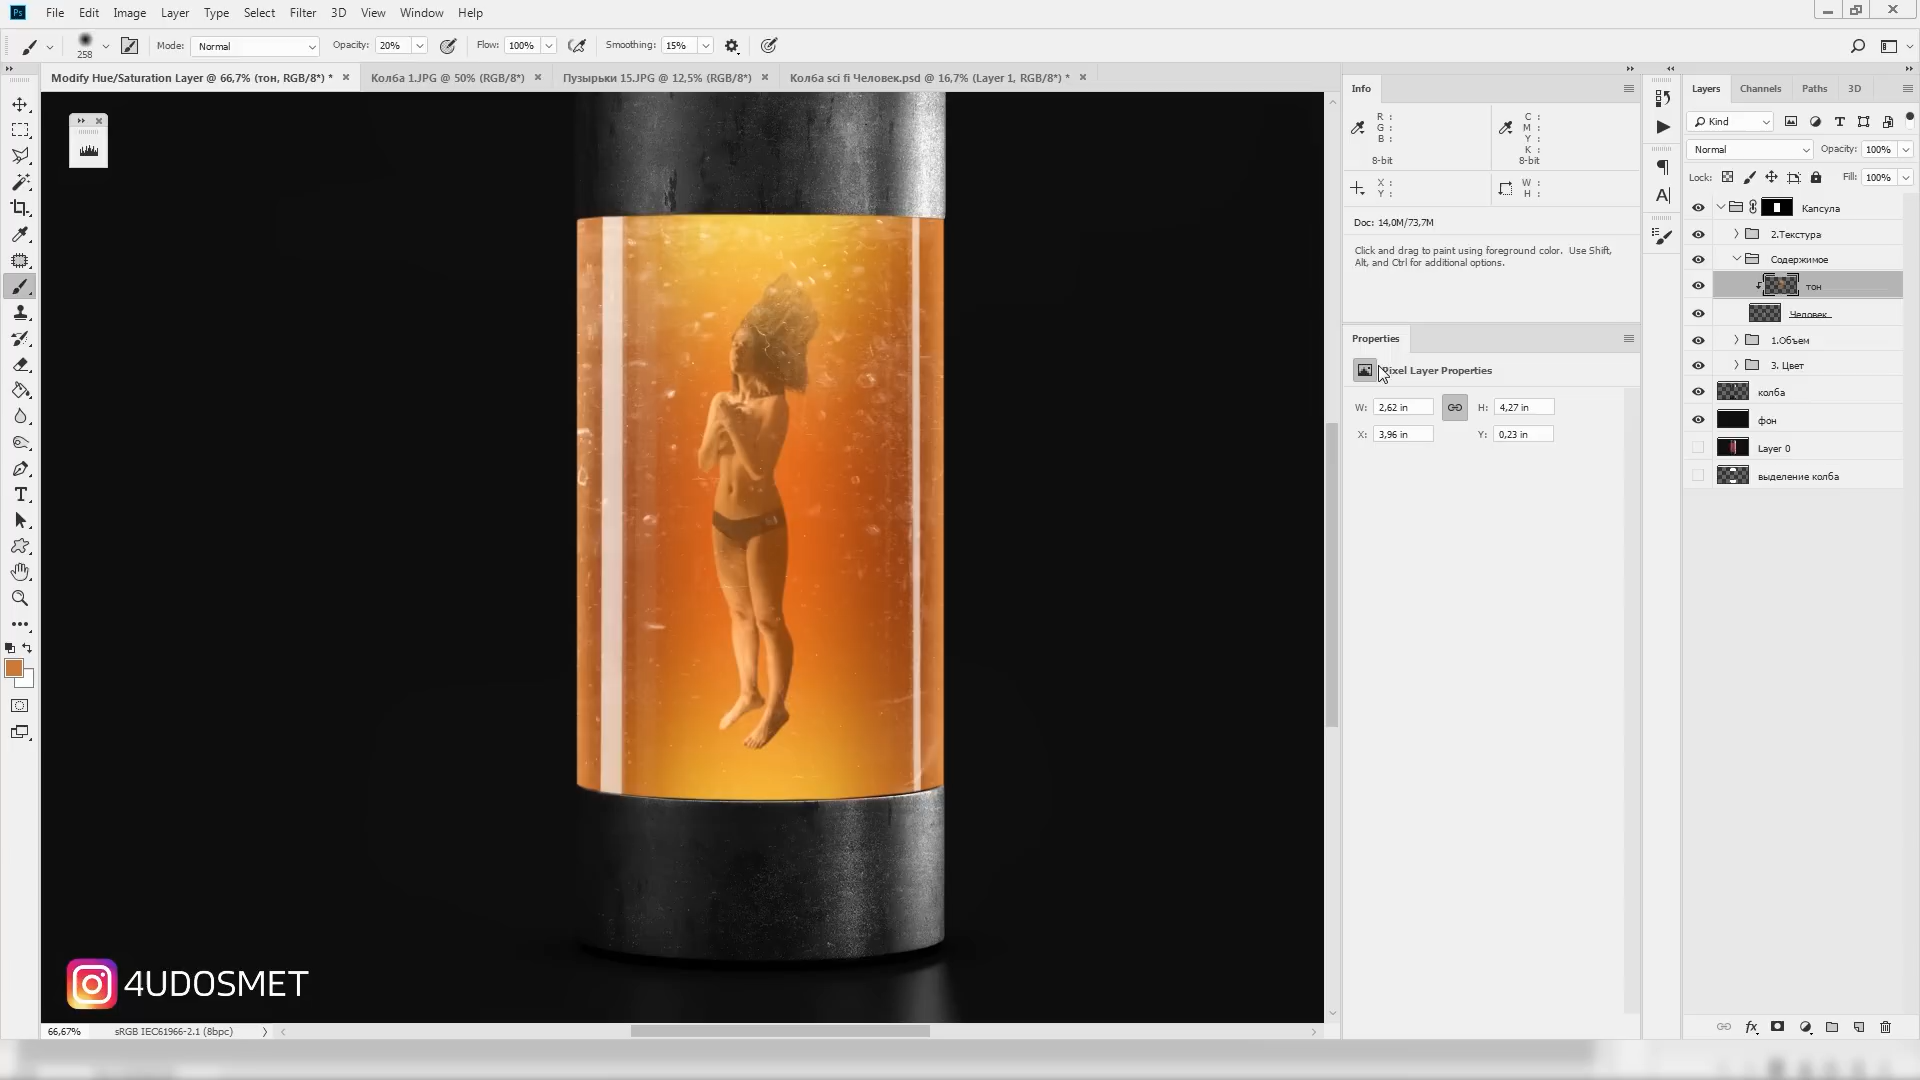 Ps File Edit Image Layer Type Select Filter 3D View Window Help
258 Mode: Normal Opacity: 20% Flow: 100% Smoothing: 15%
Modify Hue/Saturation Layer @ 66,7% (тон, RGB/8*) * Колба 1.JPG @ 50% (RGB/8*) Пузырьки 15.JPG @ 12,5% (RGB/8*) Колба sci fi Человек.psd @ 16,7% (Layer 1, RGB/8*) *
Info
R :
G :
B :
8-bit
C :
M :
Y :
K :
8-bit
X :
Y :
W :
H :
Doc: 14,0M/73,7M
Click and drag to paint using foreground color. Use Shift,
Alt, and Ctrl for additional options.
Properties
Pixel Layer Properties
W: 2,62 in H: 4,27 in
X: 3,96 in Y: 0,23 in
Layers Channels Paths 3D
Kind
Normal Opacity: 100%
Lock: Fill: 100%
Капсула
2.Текстура
Содержимое
тон
Человек
1.Объем
3. Цвет
колба
фон
Layer 0
выделение колба
fx
4UDOSMET
66,67% sRGB IEC61966-2.1 (8bpc)